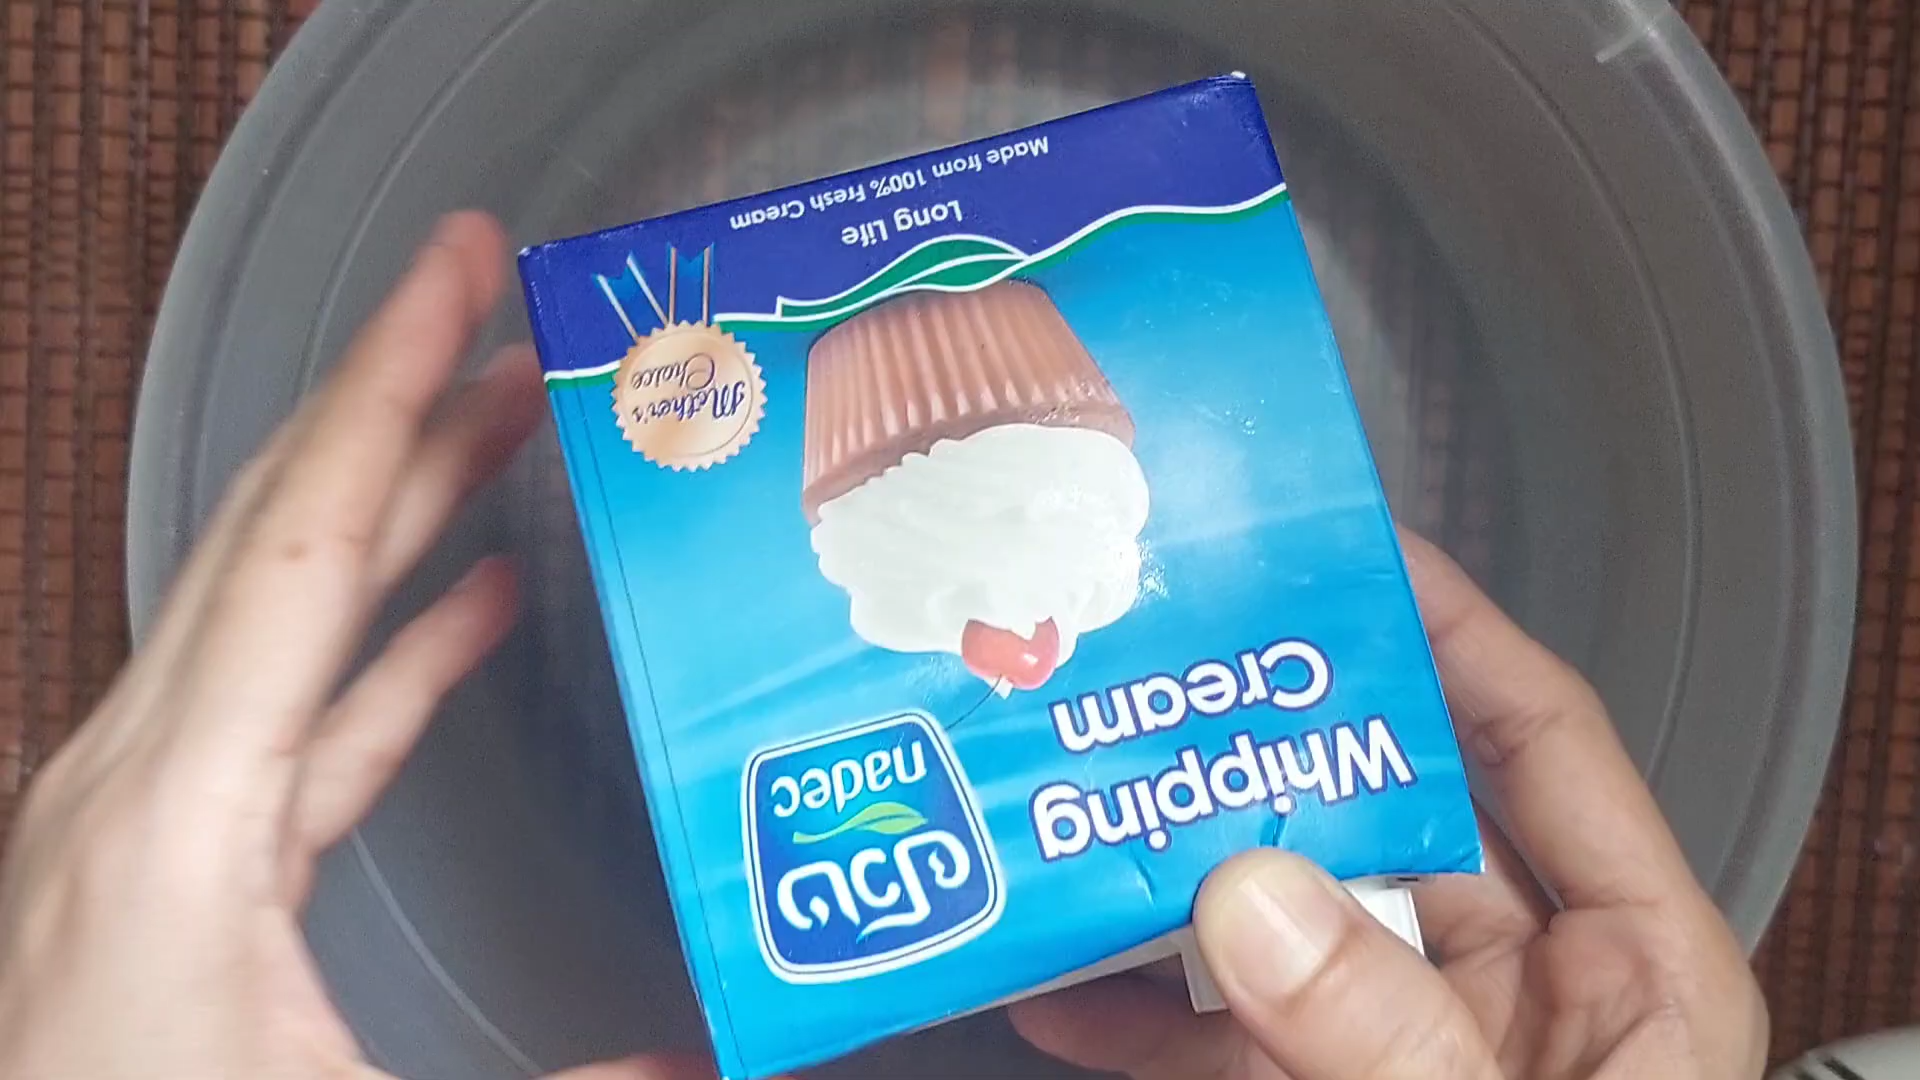 نادك
nadec
Whipping
Cream
Mother's
Choice
Long Life
Made from 100% Fresh Cream